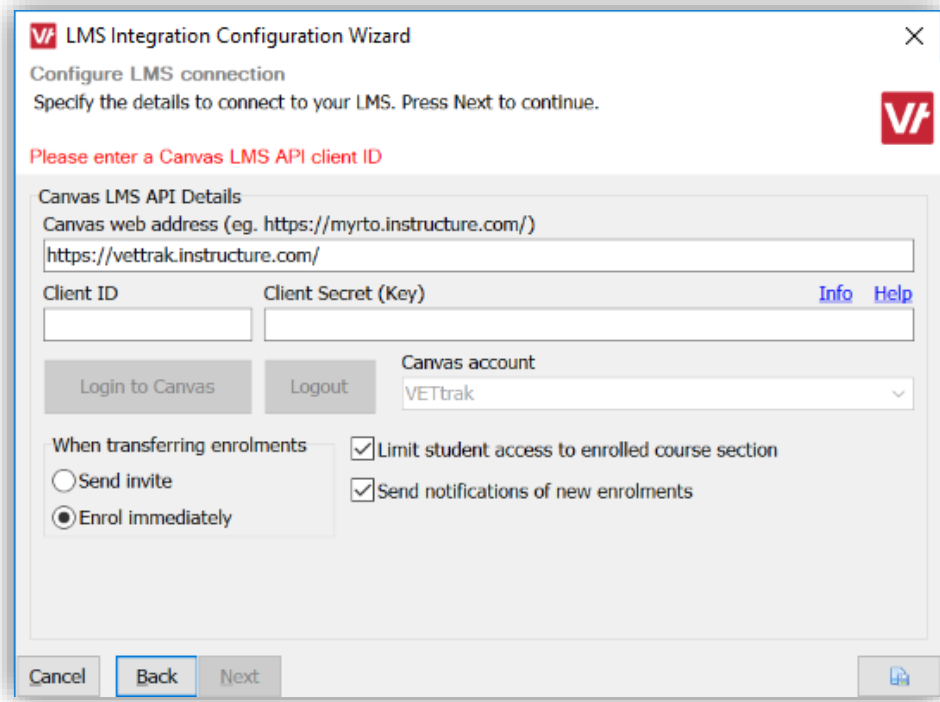 LMS Integration Configuration Wizard
Configure LMS connection
Specify the details to connect to your LMS. Press Next to continue.
Please enter a Canvas LMS API client ID
Canvas LMS API Details
Canvas web address (eg. https://myrto.instructure.com/)
https://vettrak.instructure.com/
Client ID Client Secret (Key) Info Help
Canvas account
Login to Canvas Logout VETtrak
When transferring enrolments
Limit student access to enrolled course section
Send invite
Send notifications of new enrolments
Enrol immediately
Cancel Back Next